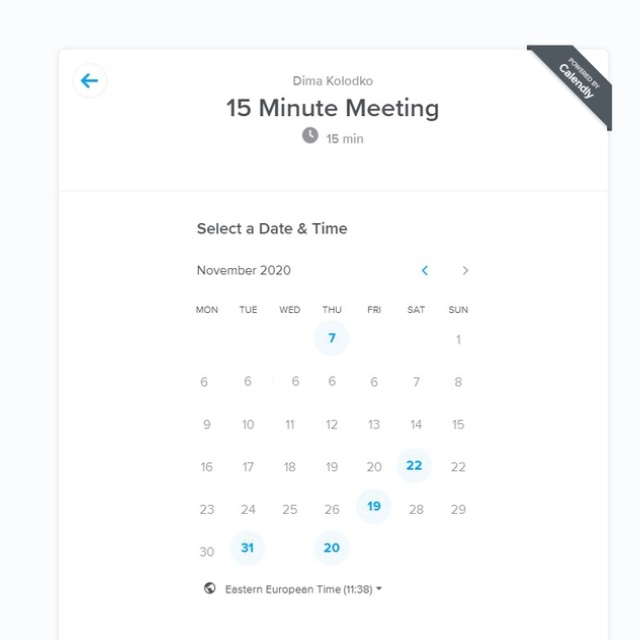 Dima Kolodko
POWERED BY
Calendly
15 Minute Meeting
15 min
Select a Date & Time
November 2020
MON TUE WED THU FRI SAT SUN
7 1
6 6 6 6 6 7 8
9 10 11 12 13 14 15
16 17 18 19 20 22 22
23 24 25 26 19 28 29
30 31 20
Eastern European Time (11:38)